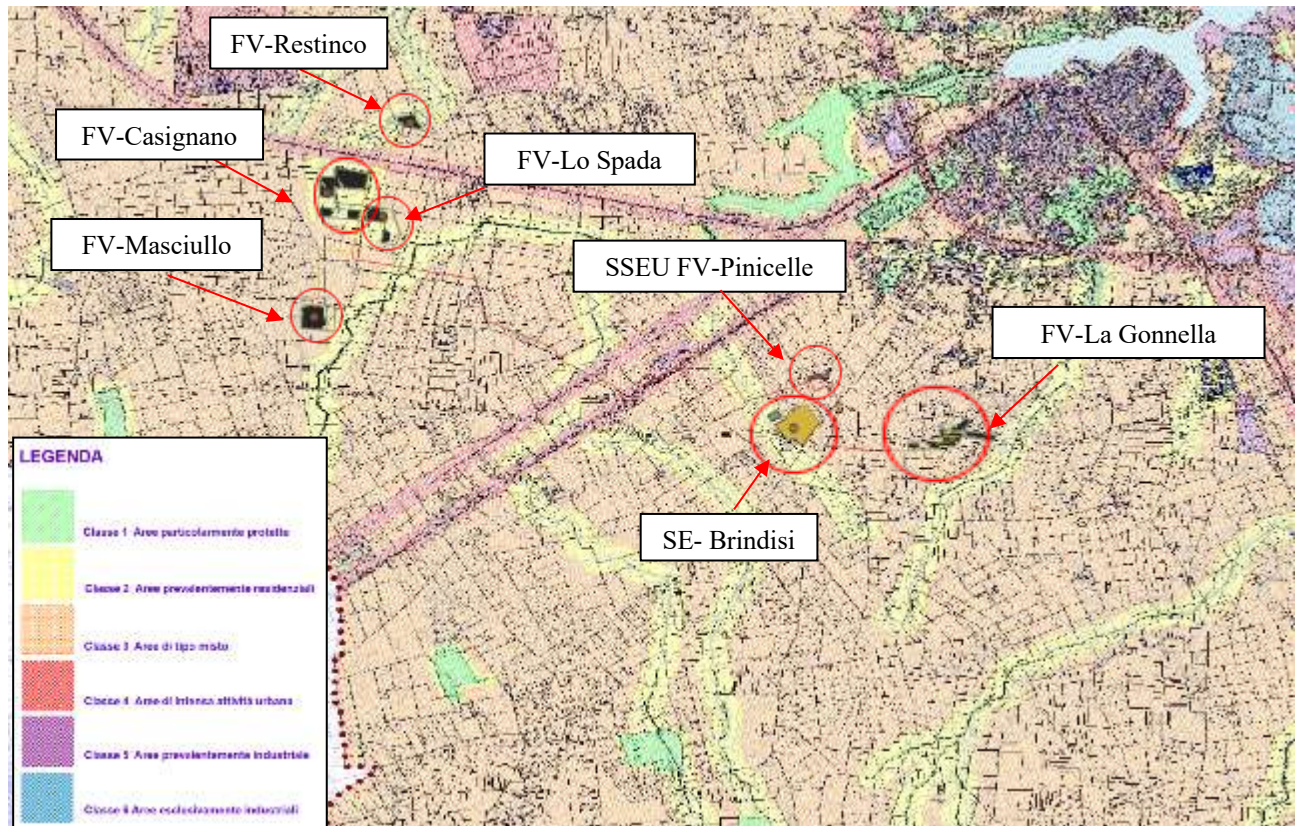 FV-Restinco
FV-Casignano
FV-Lo Spada
FV-Masciullo
SSEU FV-Pinicelle
FV-La Gonnella
SE- Brindisi
LEGENDA
Classe 1 Aree particolarmente protette
Classe 2 Aree prevalentemente residenziali
Classe 3 Aree di tipo misto
Classe 4 Aree di intensa attività urbana
Classe 5 Aree prevalentemente industriale
Classe 6 Aree esclusivamente industriali